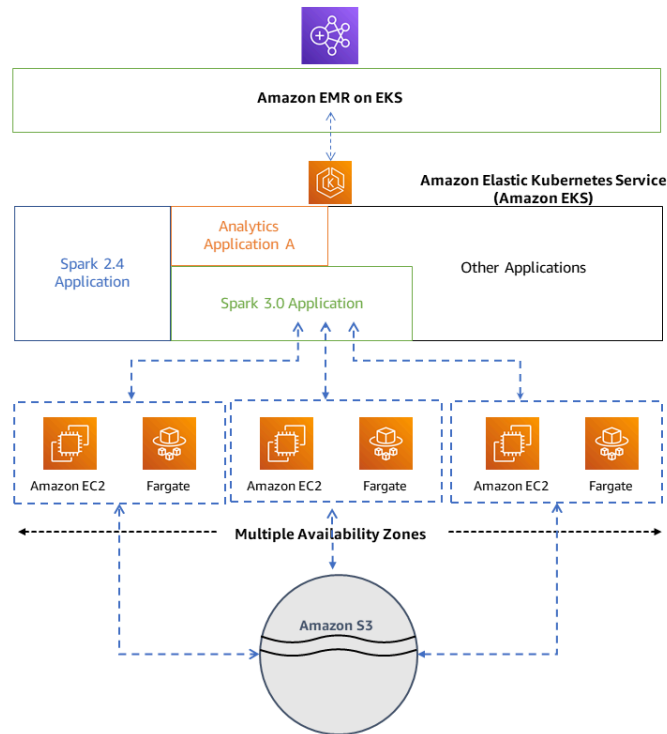 Amazon EMR on EKS
Amazon Elastic Kubernetes Service
(Amazon EKS)
Analytics
Application A
Spark 2.4
Application
Other Applications
Spark 3.0 Application
Amazon EC2
Fargate
Amazon EC2
Fargate
Amazon EC2
Fargate
Multiple Availability Zones
Amazon S3